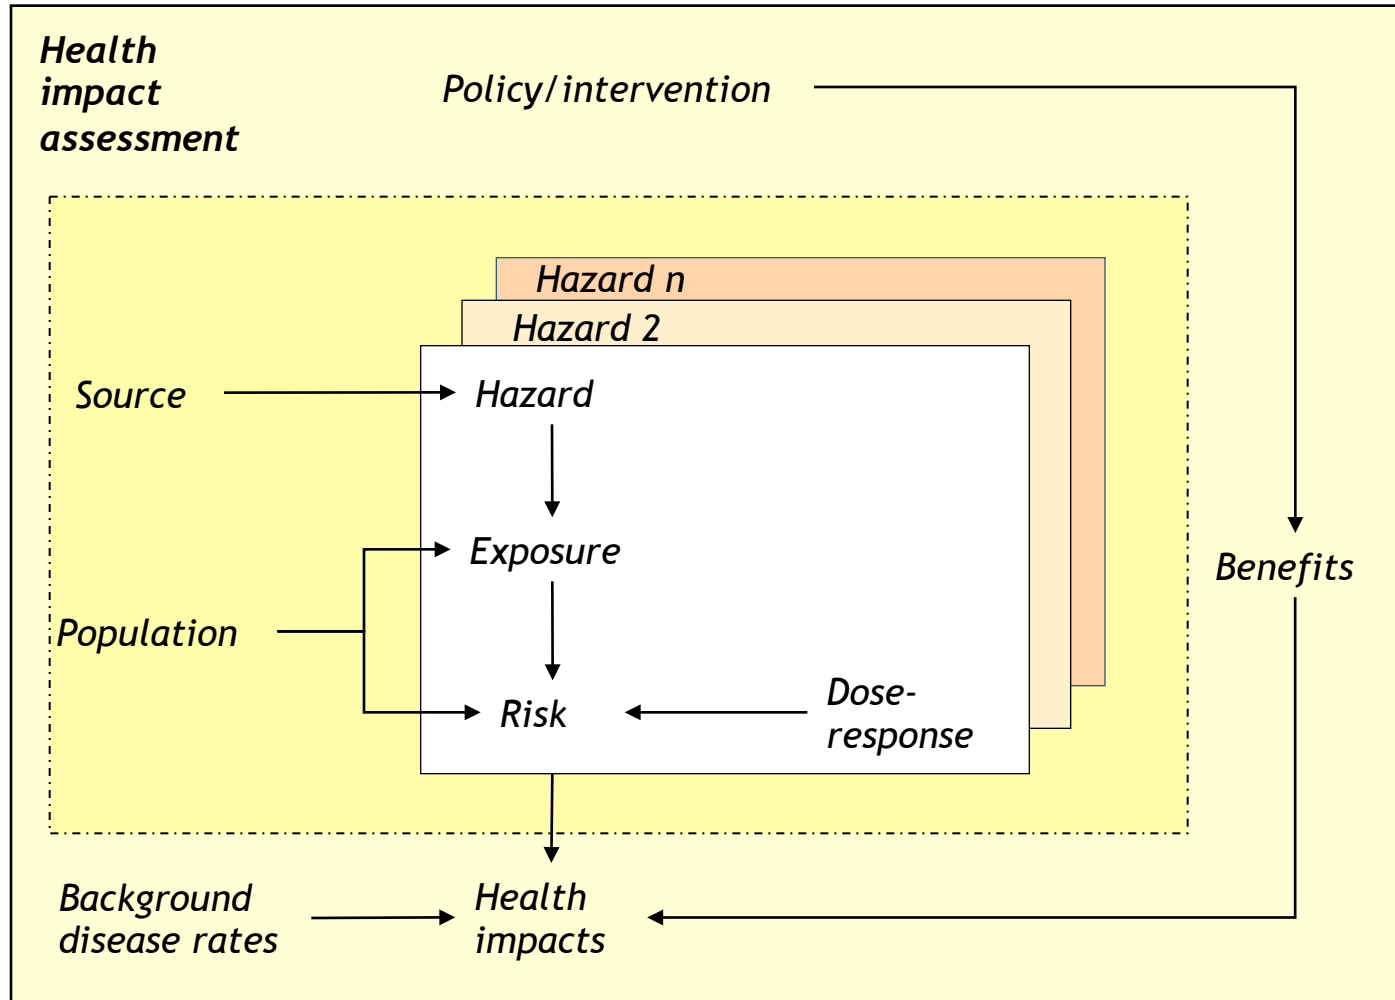 Health
impact
assessment
Policy/intervention
Hazard n
Hazard 2
Source
Hazard
Exposure
Benefits
Population
Risk
Dose-
response
Background
disease rates
Health
impacts